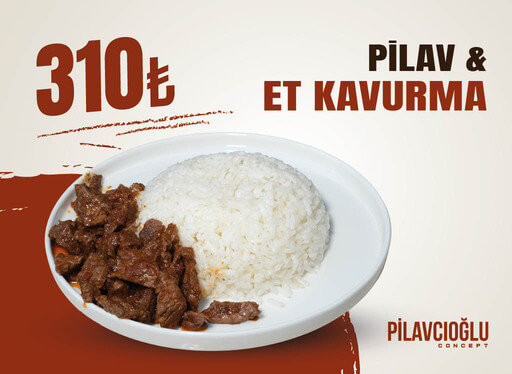 310₺
PİLAV &
ET KAVURMA
PİLAVCIOĞLU
CONCEPT